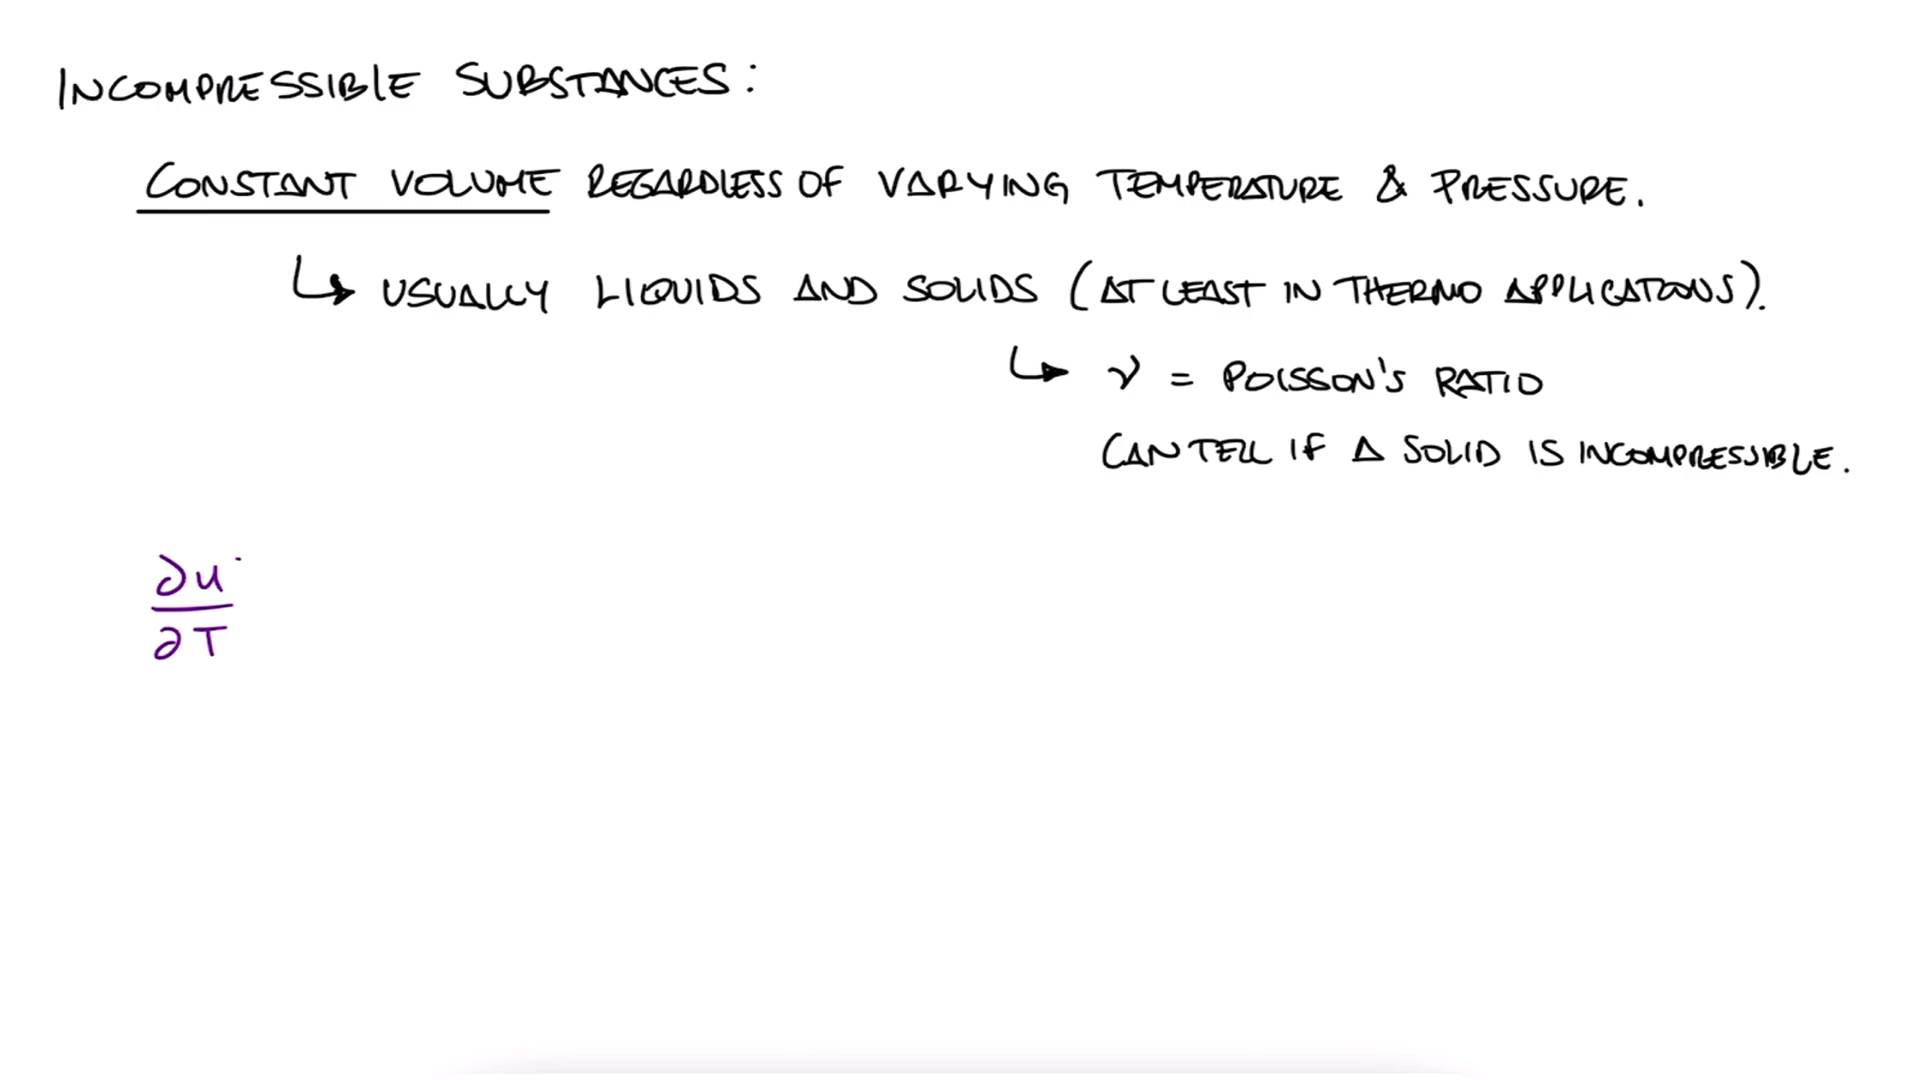 INCOMPRESSIBLE SUBSTANCES:
CONSTANT VOLUME REGARDLESS OF VARYING TEMPERATURE & PRESSURE.
↳ USUALLY LIQUIDS AND SOLIDS (AT LEAST IN THERMO APPLICATIONS).
↳ ν = POISSON'S RATIO
CAN TELL IF A SOLID IS INCOMPRESSIBLE.
∂u
∂T